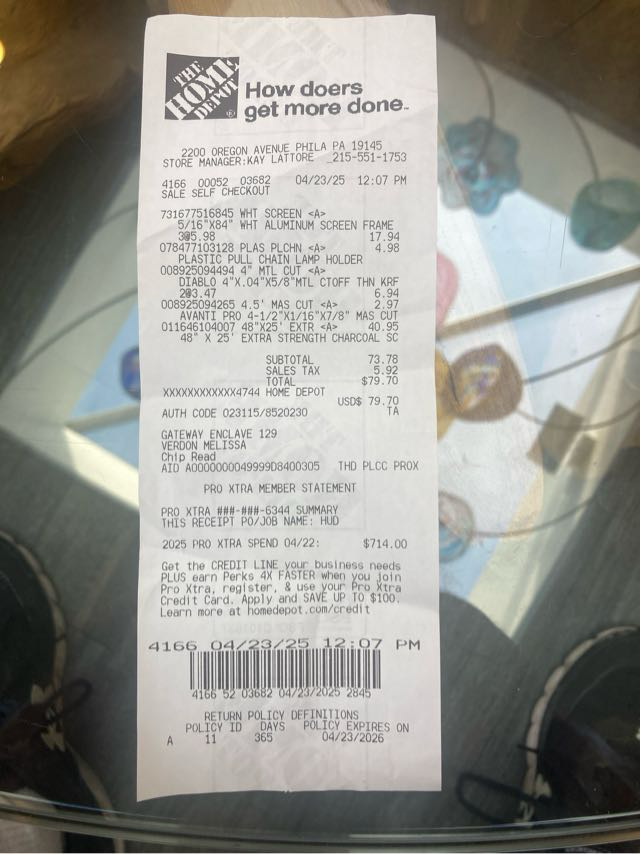 THE
HOME
DEPOT
How doers
get more done™
2200 OREGON AVENUE PHILA PA 19145
STORE MANAGER:KAY LATTORE 215-551-1753
4166 00052 03682 04/23/25 12:07 PM
SALE SELF CHECKOUT
731677516845 WHT SCREEN <A>
5/16"X84" WHT ALUMINUM SCREEN FRAME
3@5.98 17.94
078477103128 PLAS PLCHN <A> 4.98
PLASTIC PULL CHAIN LAMP HOLDER
008925094494 4" MTL CUT <A>
DIABLO 4"X.04"X5/8"MTL CTOFF THN KRF
2@3.47 6.94
008925094265 4.5' MAS CUT <A> 2.97
AVANTI PRO 4-1/2"X1/16"X7/8" MAS CUT
011646104007 48"X25' EXTR <A> 40.95
48" X 25' EXTRA STRENGTH CHARCOAL SC
SUBTOTAL 73.78
SALES TAX 5.92
TOTAL $79.70
XXXXXXXXXXXX4744 HOME DEPOT
USD$ 79.70
AUTH CODE 023115/8520230 TA
GATEWAY ENCLAVE 129
VERDON MELISSA
Chip Read
AID A0000000049999D8400305 THD PLCC PROX
PRO XTRA MEMBER STATEMENT
PRO XTRA ###-###-6344 SUMMARY
THIS RECEIPT PO/JOB NAME: HUD
2025 PRO XTRA SPEND 04/22: $714.00
Get the CREDIT LINE your business needs
PLUS earn Perks 4X FASTER when you join
Pro Xtra, register, & use your Pro Xtra
Credit Card. Apply and SAVE UP TO $100.
Learn more at homedepot.com/credit
4166 04/23/25 12:07 PM
4166 52 03682 04/23/2025 2845
RETURN POLICY DEFINITIONS
POLICY ID DAYS POLICY EXPIRES ON
A 11 365 04/23/2026